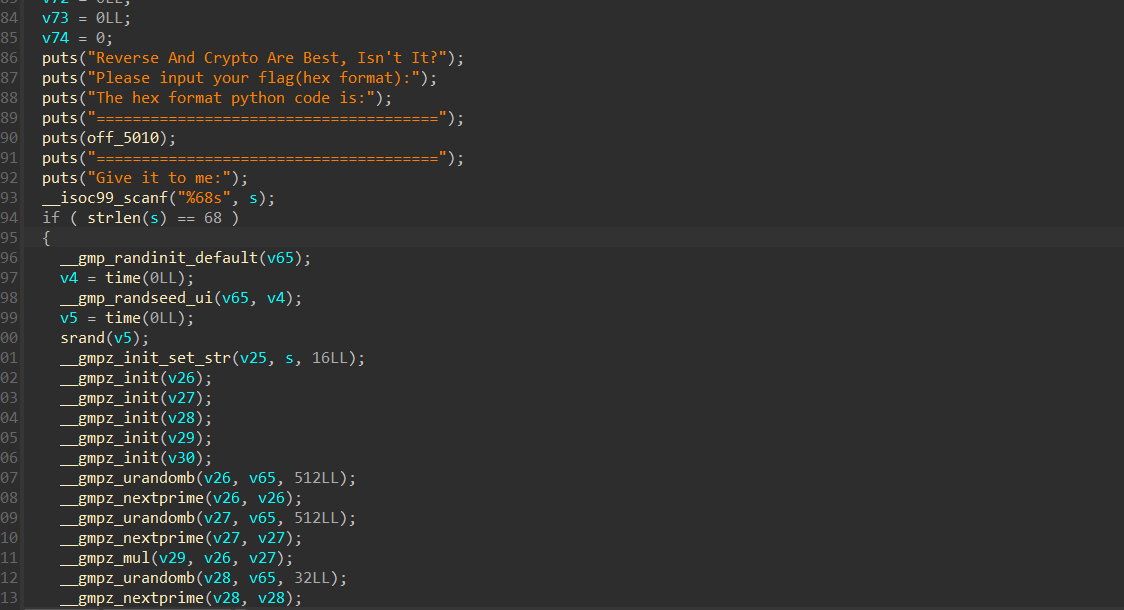 84 v73 = 0LL;
85 v74 = 0;
86 puts("Reverse And Crypto Are Best, Isn't It?");
87 puts("Please input your flag(hex format):");
88 puts("The hex format python code is:");
89 puts("======================================");
90 puts(off_5010);
91 puts("======================================");
92 puts("Give it to me:");
93 __isoc99_scanf("%68s", s);
94 if ( strlen(s) == 68 )
95 {
96 __gmp_randinit_default(v65);
97 v4 = time(0LL);
98 __gmp_randseed_ui(v65, v4);
99 v5 = time(0LL);
00 srand(v5);
01 __gmpz_init_set_str(v25, s, 16LL);
02 __gmpz_init(v26);
03 __gmpz_init(v27);
04 __gmpz_init(v28);
05 __gmpz_init(v29);
06 __gmpz_init(v30);
07 __gmpz_urandomb(v26, v65, 512LL);
08 __gmpz_nextprime(v26, v26);
09 __gmpz_urandomb(v27, v65, 512LL);
10 __gmpz_nextprime(v27, v27);
11 __gmpz_mul(v29, v26, v27);
12 __gmpz_urandomb(v28, v65, 32LL);
13 __gmpz_nextprime(v28, v28);